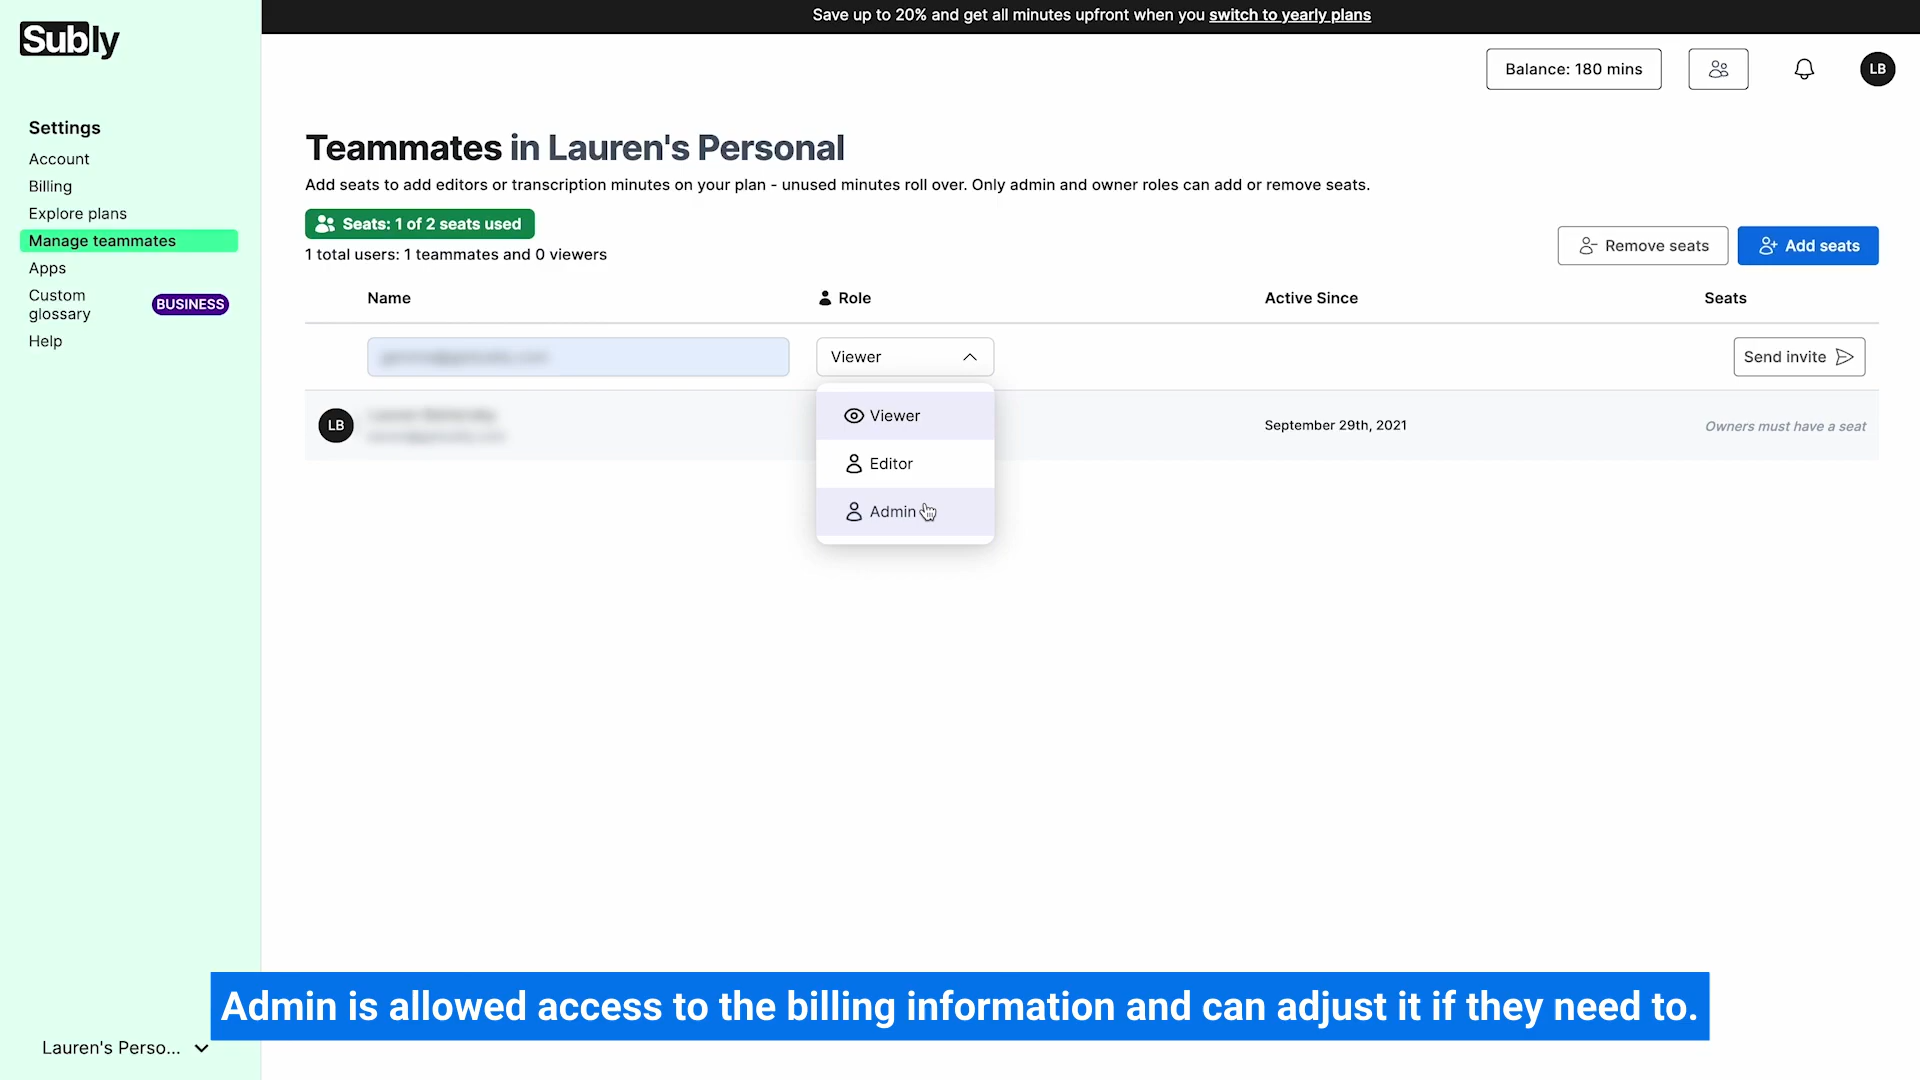 Save up to 20% and get all minutes upfront when you switch to yearly plans
Subly
Balance: 180 mins
LB
Settings
Account
Billing
Explore plans
Manage teammates
Apps
Custom glossary
BUSINESS
Help
Teammates in Lauren's Personal
Add seats to add editors or transcription minutes on your plan - unused minutes roll over. Only admin and owner roles can add or remove seats.
Seats: 1 of 2 seats used
1 total users: 1 teammates and 0 viewers
Remove seats
Add seats
Name
Role
Active Since
Seats
Viewer
Send invite
Viewer
Editor
Admin
LB
September 29th, 2021
Owners must have a seat
Admin is allowed access to the billing information and can adjust it if they need to.
Lauren's Perso...